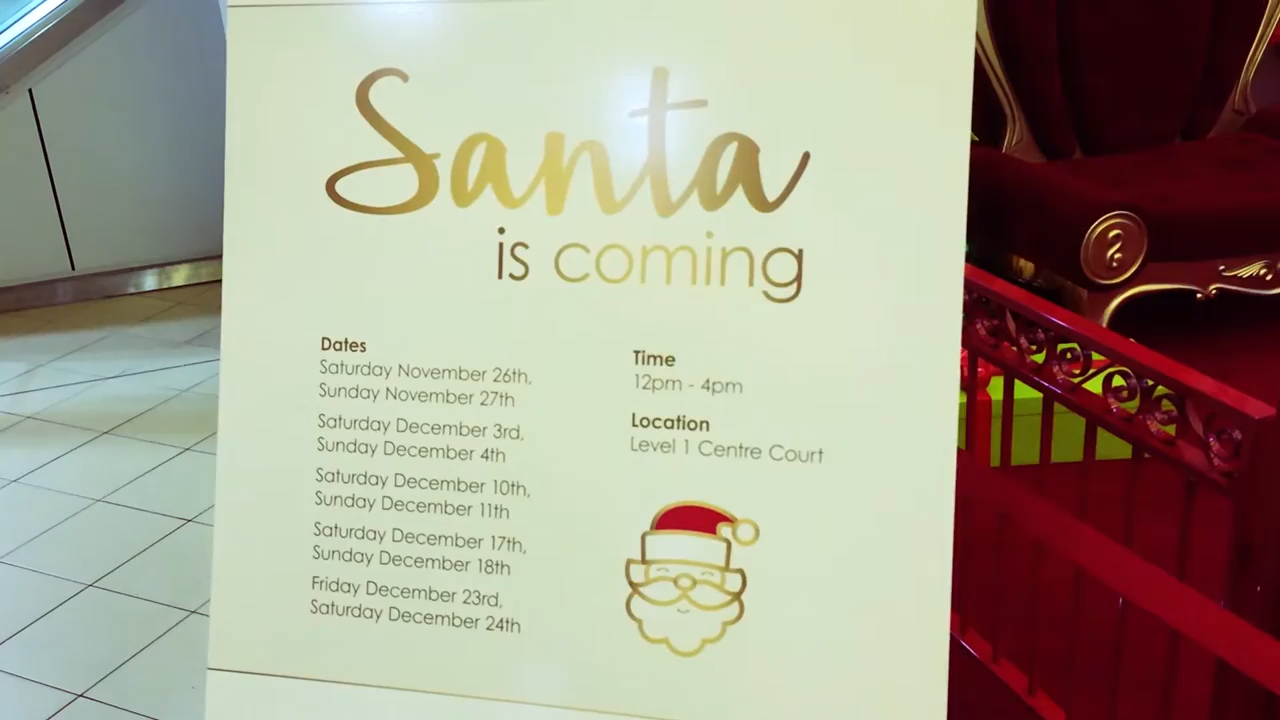 Santa
is coming
Dates
Saturday November 26th,
Sunday November 27th
Saturday December 3rd,
Sunday December 4th
Saturday December 10th,
Sunday December 11th
Saturday December 17th,
Sunday December 18th
Friday December 23rd,
Saturday December 24th
Time
12pm - 4pm
Location
Level 1 Centre Court